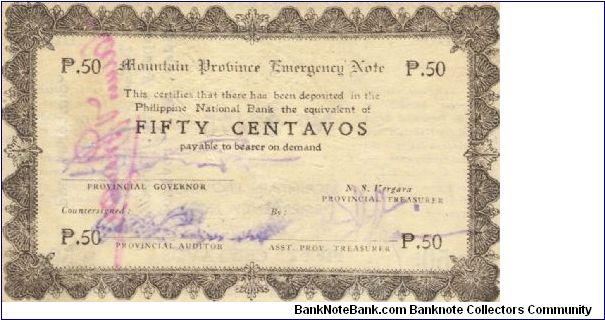 ₱.50 Mountain Province Emergency Note ₱.50
This certifies that there has been deposited in the
Philippine National Bank the equivalent of
FIFTY CENTAVOS
payable to bearer on demand
PROVINCIAL GOVERNOR
N. S. Vergara
PROVINCIAL TREASURER
Countersigned: By:
₱.50 ₱.50
PROVINCIAL AUDITOR ASST. PROV. TREASURER
BankNoteBank.com Banknote Collectors Community